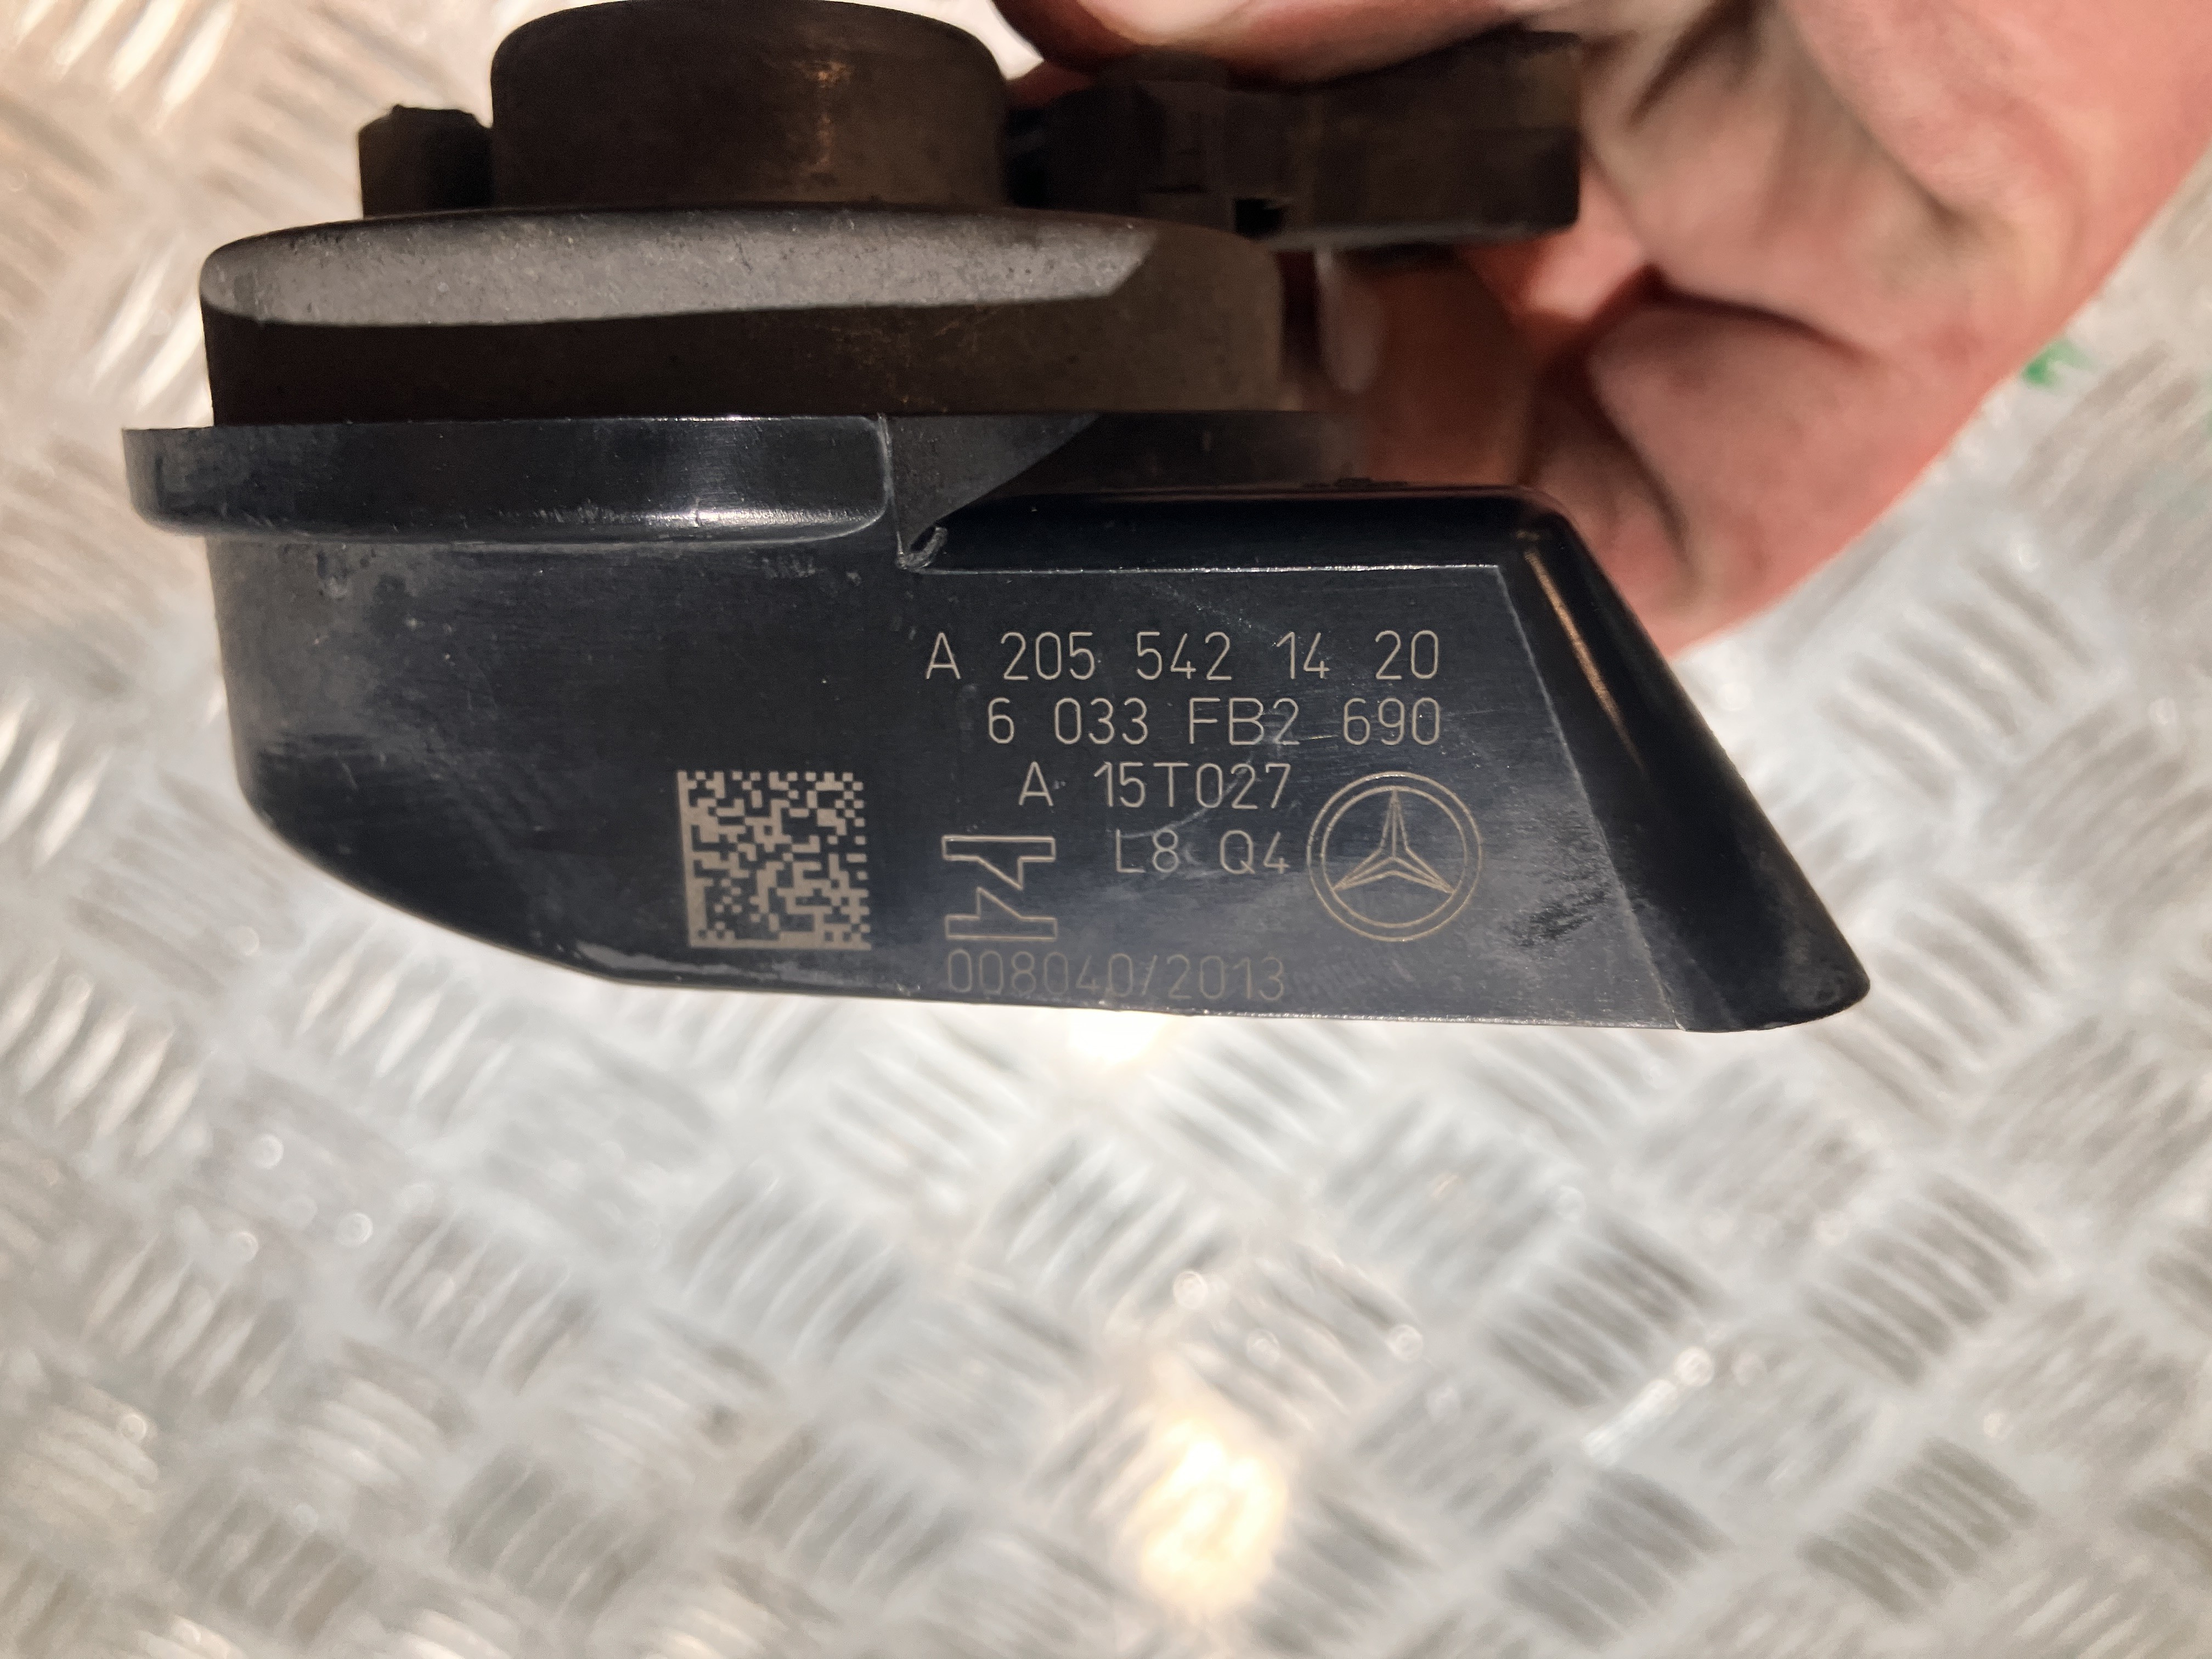 A 205 542 14 20
6 033 FB2 690
A 15T027
L8 Q4
008040/2013